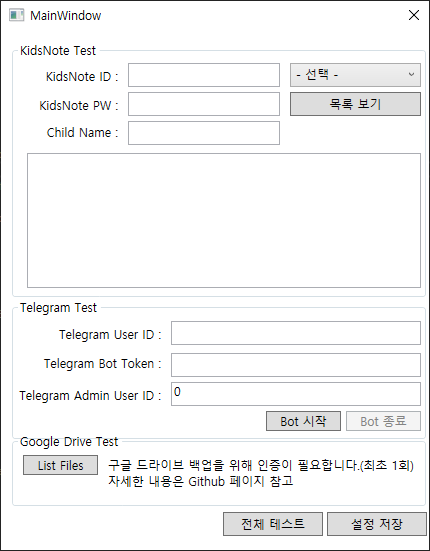 MainWindow
KidsNote Test
KidsNote ID :
- 선택 -
KidsNote PW :
목록 보기
Child Name :
Telegram Test
Telegram User ID :
Telegram Bot Token :
Telegram Admin User ID :
0
Bot 시작
Bot 종료
Google Drive Test
List Files
구글 드라이브 백업을 위해 인증이 필요합니다.(최초 1회)
자세한 내용은 Github 페이지 참고
전체 테스트
설정 저장